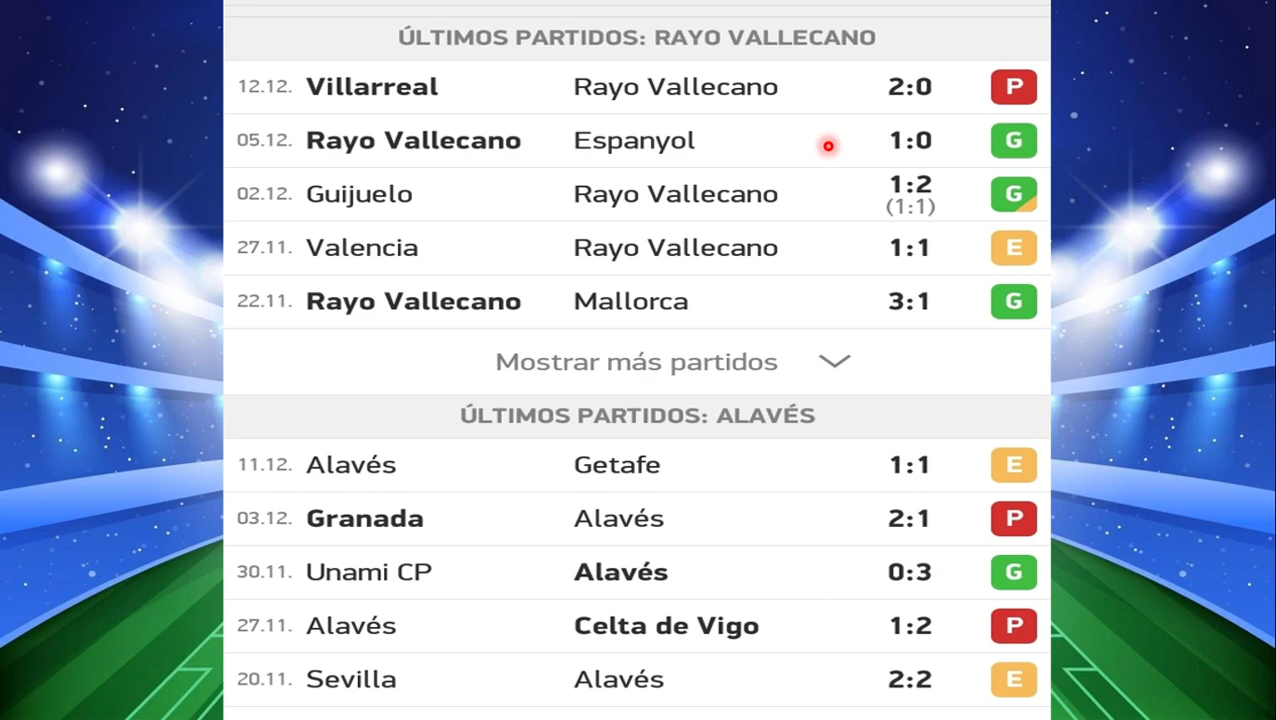 ÚLTIMOS PARTIDOS: RAYO VALLECANO
12.12. Villarreal Rayo Vallecano 2:0 P
05.12. Rayo Vallecano Espanyol 1:0 G
02.12. Guijuelo Rayo Vallecano 1:2 (1:1) G
27.11. Valencia Rayo Vallecano 1:1 E
22.11. Rayo Vallecano Mallorca 3:1 G
Mostrar más partidos
ÚLTIMOS PARTIDOS: ALAVÉS
11.12. Alavés Getafe 1:1 E
03.12. Granada Alavés 2:1 P
30.11. Unami CP Alavés 0:3 G
27.11. Alavés Celta de Vigo 1:2 P
20.11. Sevilla Alavés 2:2 E